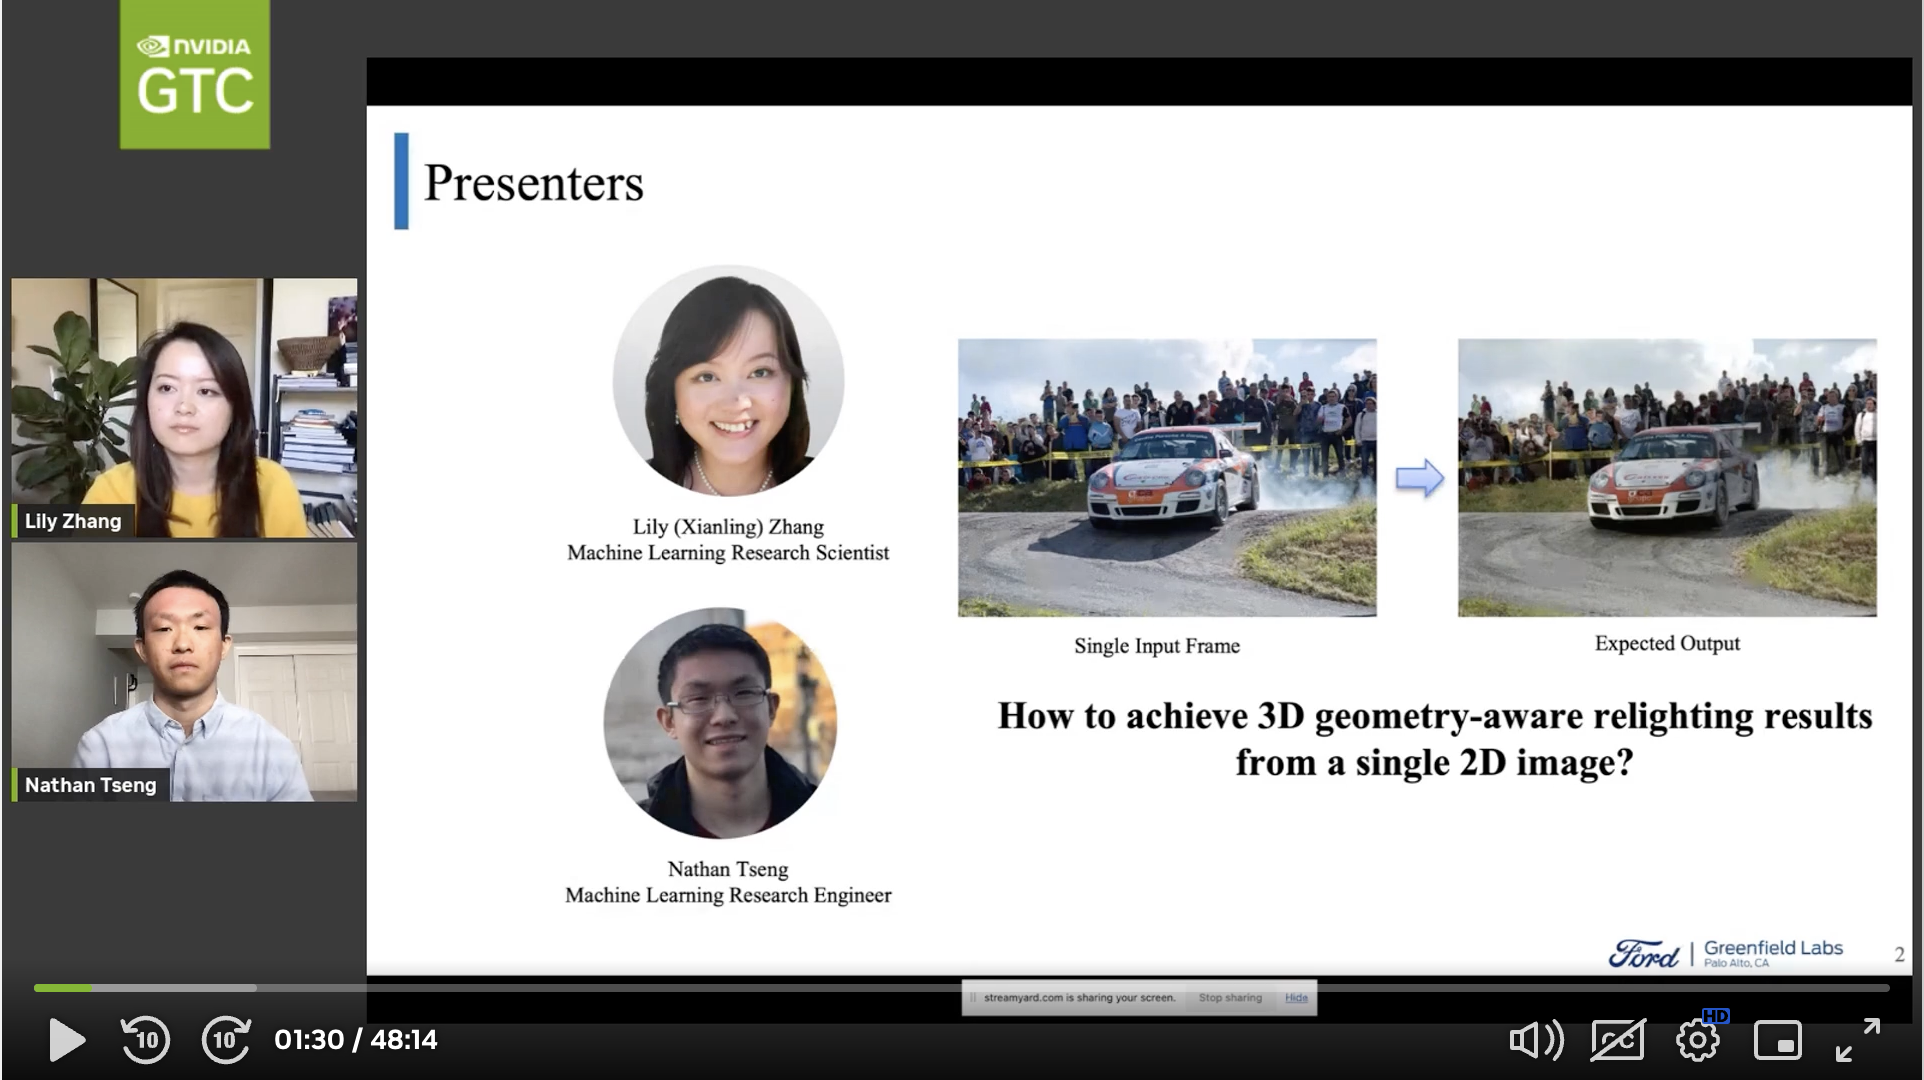 NVIDIA
GTC
Presenters
Lily Zhang
Nathan Tseng
Lily (Xianling) Zhang
Machine Learning Research Scientist
Nathan Tseng
Machine Learning Research Engineer
Single Input Frame
Expected Output
How to achieve 3D geometry-aware relighting results
from a single 2D image?
Ford | Greenfield Labs
Palo Alto, CA
2
streamyard.com is sharing your screen. Stop sharing Hide
10 10 01:30 / 48:14
CC HD